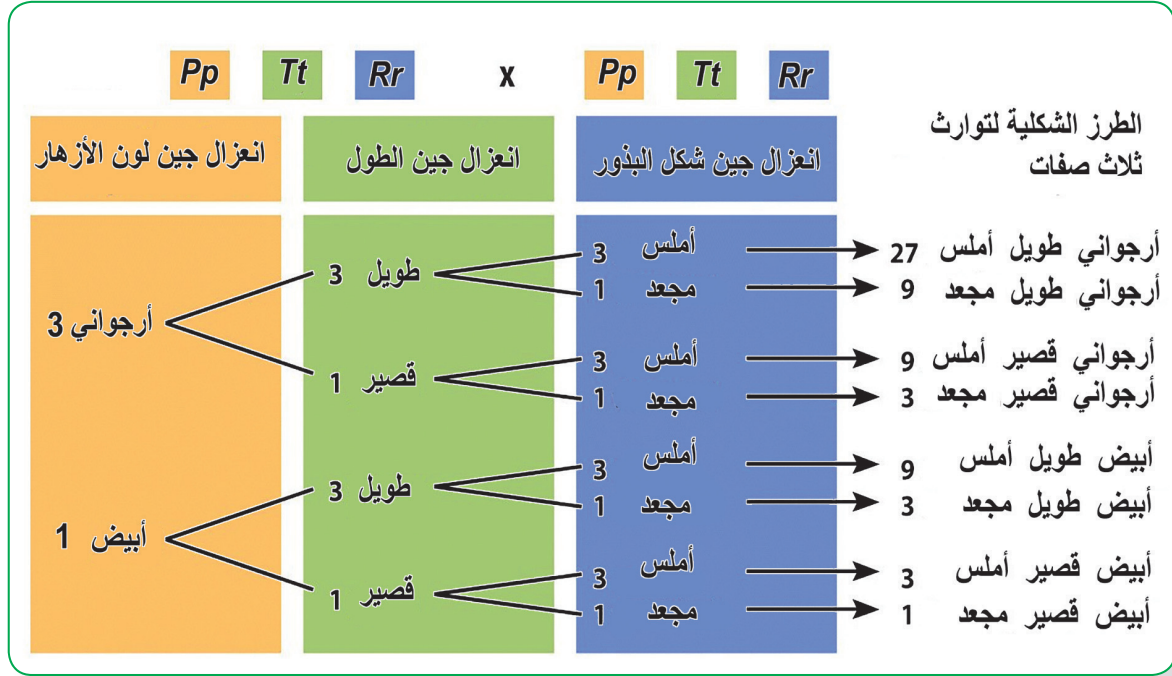 Pp Tt Rr x Pp Tt Rr
الطرز الشكلية لتوارث
ثلاث صفات
انعزال جين شكل البذور
انعزال جين الطول
انعزال جين لون الأزهار
أرجواني 3
أبيض 1
طويل 3
قصير 1
طويل 3
قصير 1
أملس 3
مجعد 1
أملس 3
مجعد 1
أملس 3
مجعد 1
أملس 3
مجعد 1
أرجواني طويل أملس 27
أرجواني طويل مجعد 9
أرجواني قصير أملس 9
أرجواني قصير مجعد 3
أبيض طويل أملس 9
أبيض طويل مجعد 3
أبيض قصير أملس 3
أبيض قصير مجعد 1